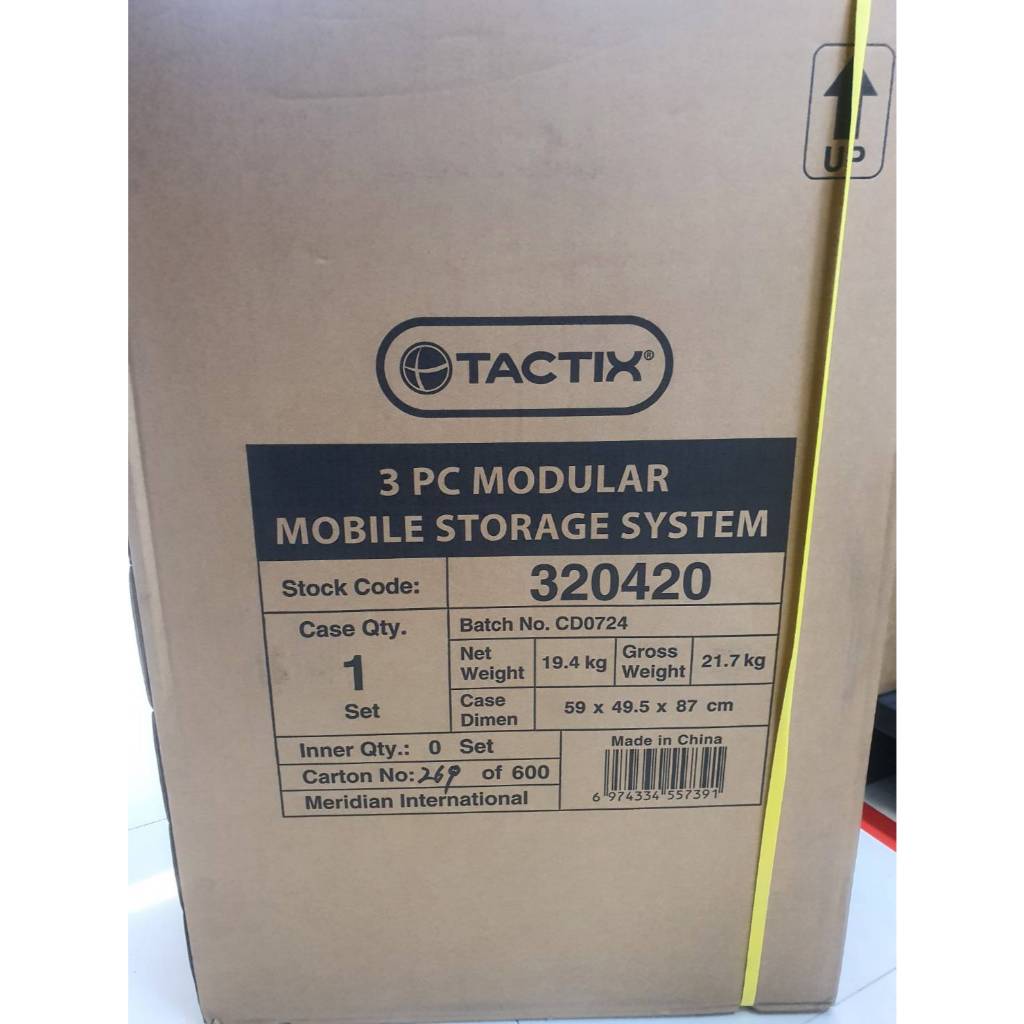 UP
TACTIX®
3 PC MODULAR
MOBILE STORAGE SYSTEM
Stock Code: 320420
Case Qty.
1
Set
Batch No. CD0724
Net Weight 19.4 kg Gross Weight 21.7 kg
Case Dimen 59 x 49.5 x 87 cm
Inner Qty.: 0 Set
Carton No: 269 of 600
Meridian International
Made in China
6 974334 557391